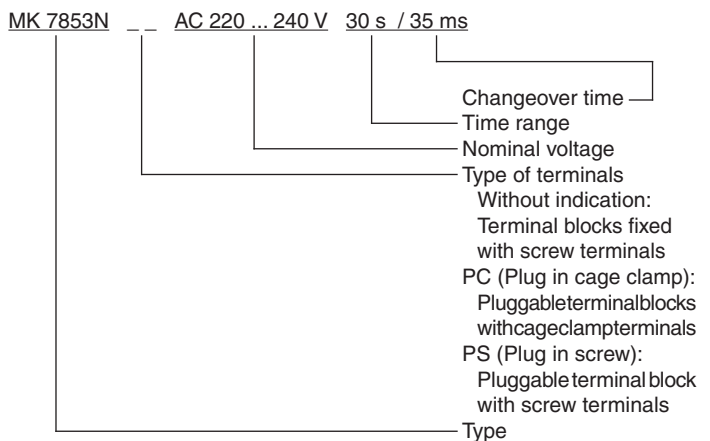 MK 7853N _ _ AC 220 ... 240 V 30 s / 35 ms
Changeover time
Time range
Nominal voltage
Type of terminals
Without indication:
Terminal blocks fixed
with screw terminals
PC (Plug in cage clamp):
Pluggableterminalblocks
withcageclampterminals
PS (Plug in screw):
Pluggable terminal block
with screw terminals
Type